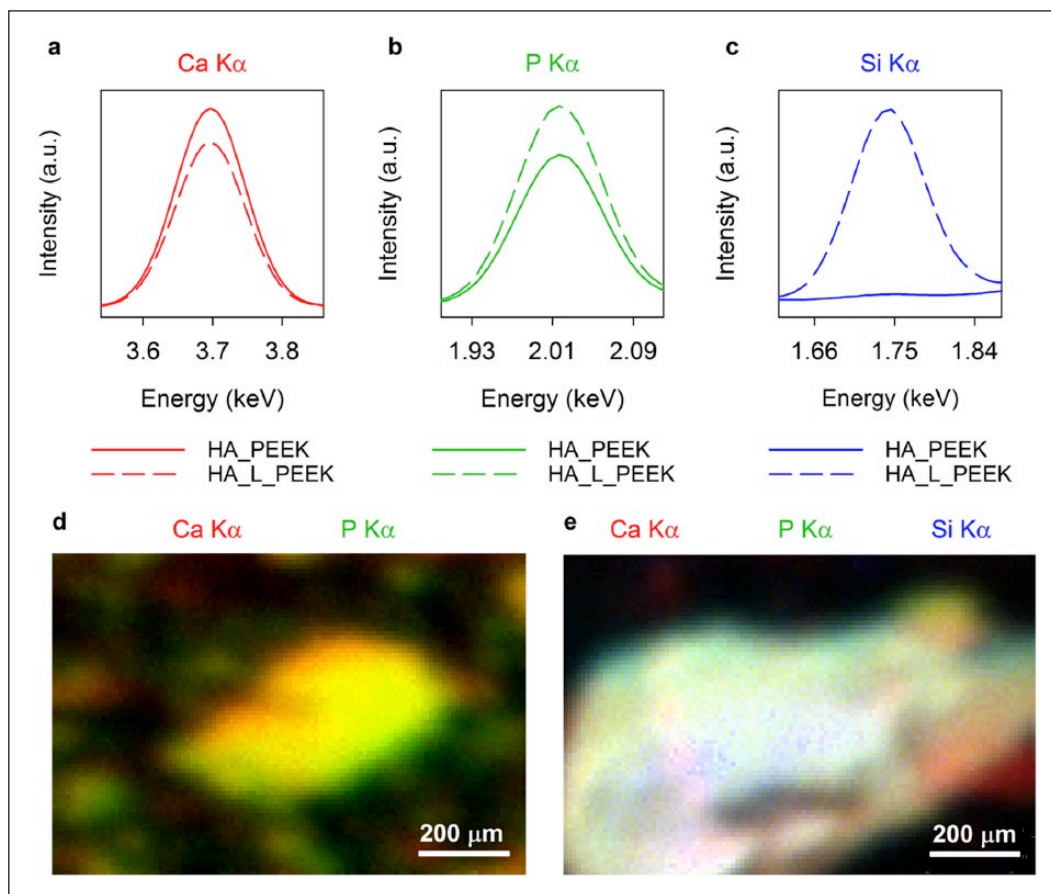 a b c
Ca Kα P Kα Si Kα
Intensity (a.u.) Intensity (a.u.) Intensity (a.u.)
3.6 3.7 3.8 1.93 2.01 2.09 1.66 1.75 1.84
Energy (keV) Energy (keV) Energy (keV)
HA_PEEK HA_PEEK HA_PEEK
HA_L_PEEK HA_L_PEEK HA_L_PEEK
d Ca Kα P Kα e Ca Kα P Kα Si Kα
200 µm 200 µm